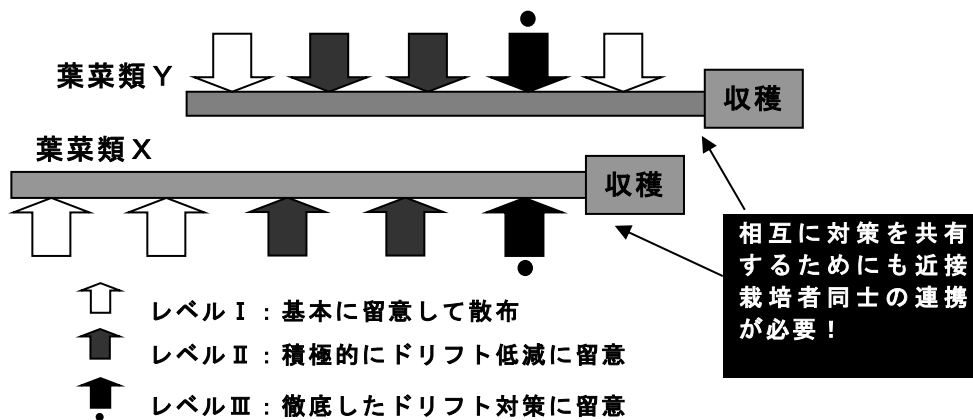 葉菜類Y
収穫
葉菜類X
収穫
相互に対策を共有
するためにも近接
栽培者同士の連携
が必要！
レベルⅠ：基本に留意して散布
レベルⅡ：積極的にドリフト低減に留意
レベルⅢ：徹底したドリフト対策に留意